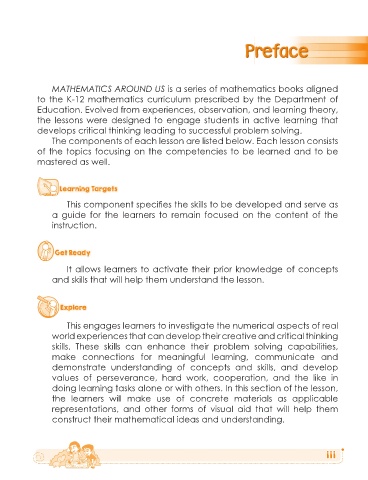 Preface
MATHEMATICS AROUND US is a series of mathematics books aligned
to the K-12 mathematics curriculum prescribed by the Department of
Education. Evolved from experiences, observation, and learning theory,
the lessons were designed to engage students in active learning that
develops critical thinking leading to successful problem solving.
The components of each lesson are listed below. Each lesson consists
of the topics focusing on the competencies to be learned and to be
mastered as well.
Learning Targets
This component specifies the skills to be developed and serve as
a guide for the learners to remain focused on the content of the
instruction.
Get Ready
It allows learners to activate their prior knowledge of concepts
and skills that will help them understand the lesson.
Explore
This engages learners to investigate the numerical aspects of real
world experiences that can develop their creative and critical thinking
skills. These skills can enhance their problem solving capabilities,
make connections for meaningful learning, communicate and
demonstrate understanding of concepts and skills, and develop
values of perseverance, hard work, cooperation, and the like in
doing learning tasks alone or with others. In this section of the lesson,
the learners will make use of concrete materials as applicable
representations, and other forms of visual aid that will help them
construct their mathematical ideas and understanding.
iii